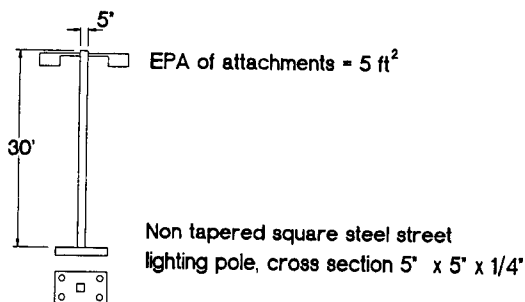 5"
EPA of attachments = 5 ft²
30'
Non tapered square steel street
lighting pole, cross section 5" x 5" x 1/4"